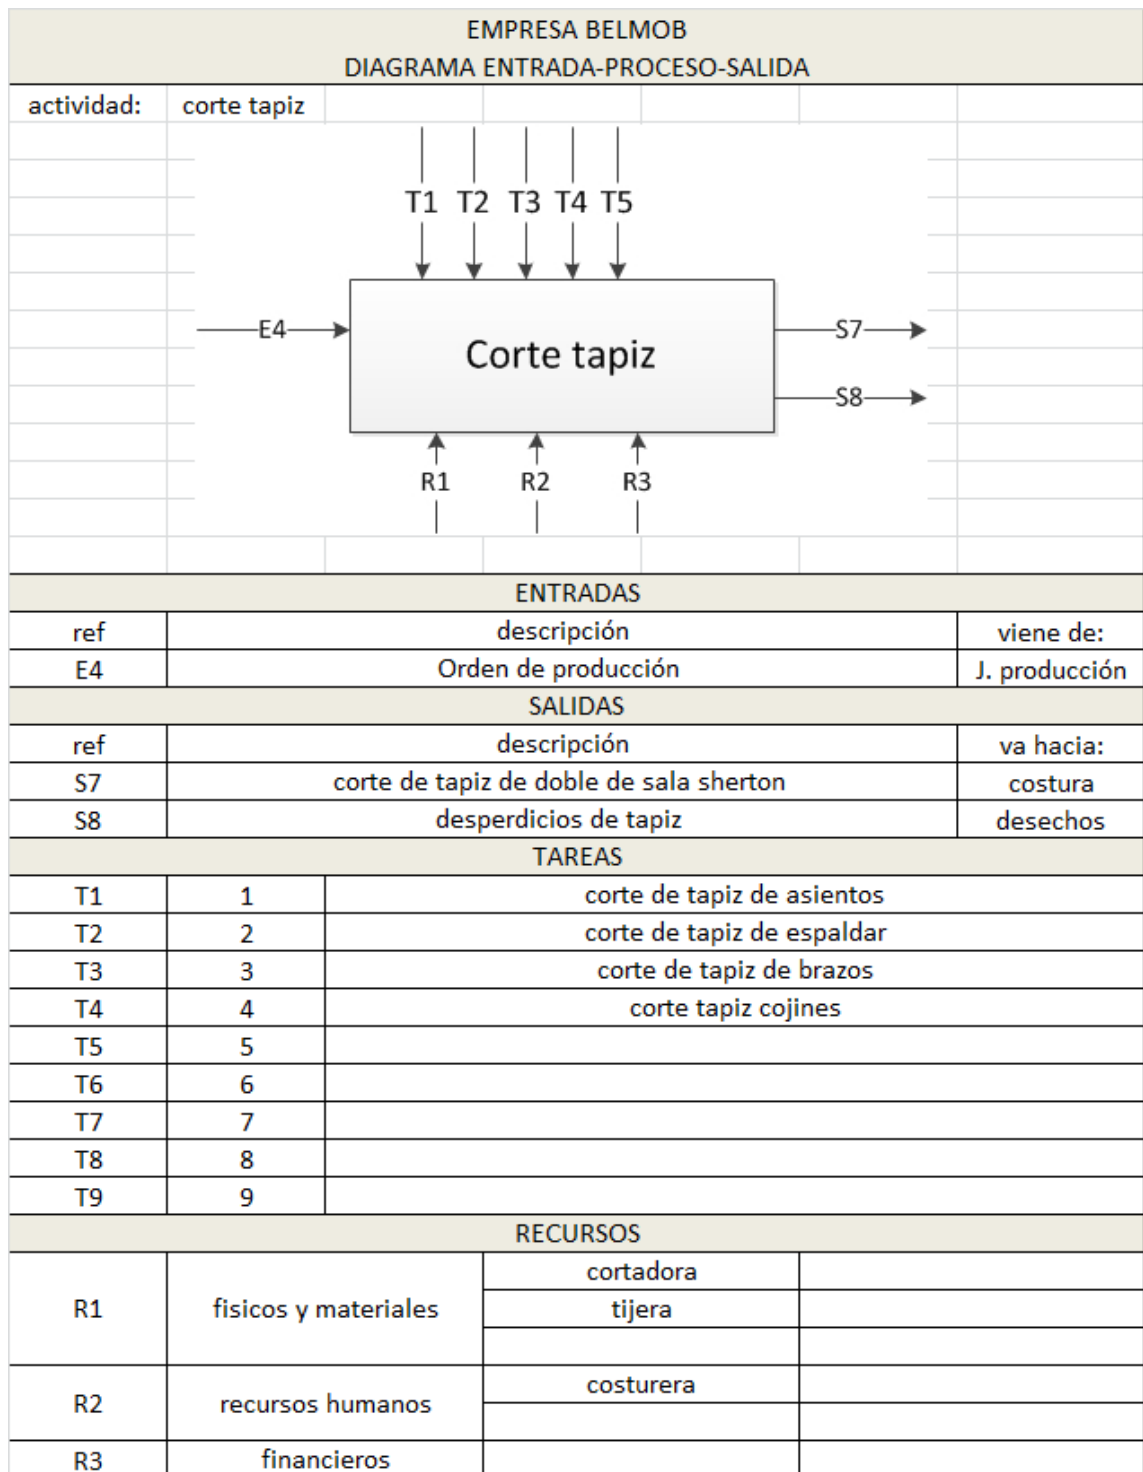 EMPRESA BELMOB
DIAGRAMA ENTRADA-PROCESO-SALIDA
actividad: corte tapiz
T1 T2 T3 T4 T5
E4
Corte tapiz
S7
S8
R1 R2 R3
ENTRADAS
ref descripción viene de:
E4 Orden de producción J. producción
SALIDAS
ref descripción va hacia:
S7 corte de tapiz de doble de sala sherton costura
S8 desperdicios de tapiz desechos
TAREAS
T1 1 corte de tapiz de asientos
T2 2 corte de tapiz de espaldar
T3 3 corte de tapiz de brazos
T4 4 corte tapiz cojines
T5 5
T6 6
T7 7
T8 8
T9 9
RECURSOS
R1 fisicos y materiales cortadora
tijera
R2 recursos humanos costurera
R3 financieros